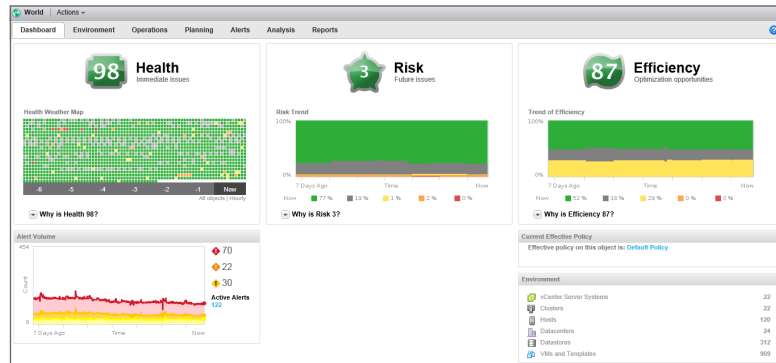 World Actions
Dashboard Environment Operations Planning Alerts Analysis Reports
98 Health
Immediate issues
Health Weather Map
-6 -5 -4 -3 -2 -1 Now
All objects | Hourly
Why is Health 98?
3 Risk
Future issues
Risk Trend
100%
0%
7 Days Ago Time Now
Now 77 % 19 % 1 % 2 % 0 %
Why is Risk 3?
87 Efficiency
Optimization opportunities
Trend of Efficiency
100%
0%
7 Days Ago Time Now
Now 52 % 18 % 29 % 0 % 0 %
Why is Efficiency 87?
Alert Volume
454
Count
0
7 Days Ago Time Now
70
22
30
Active Alerts
122
Current Effective Policy
Effective policy on this object is: Default Policy
Environment
vCenter Server Systems 22
Clusters 22
Hosts 120
Datacenters 24
Datastores 312
VMs and Templates 909